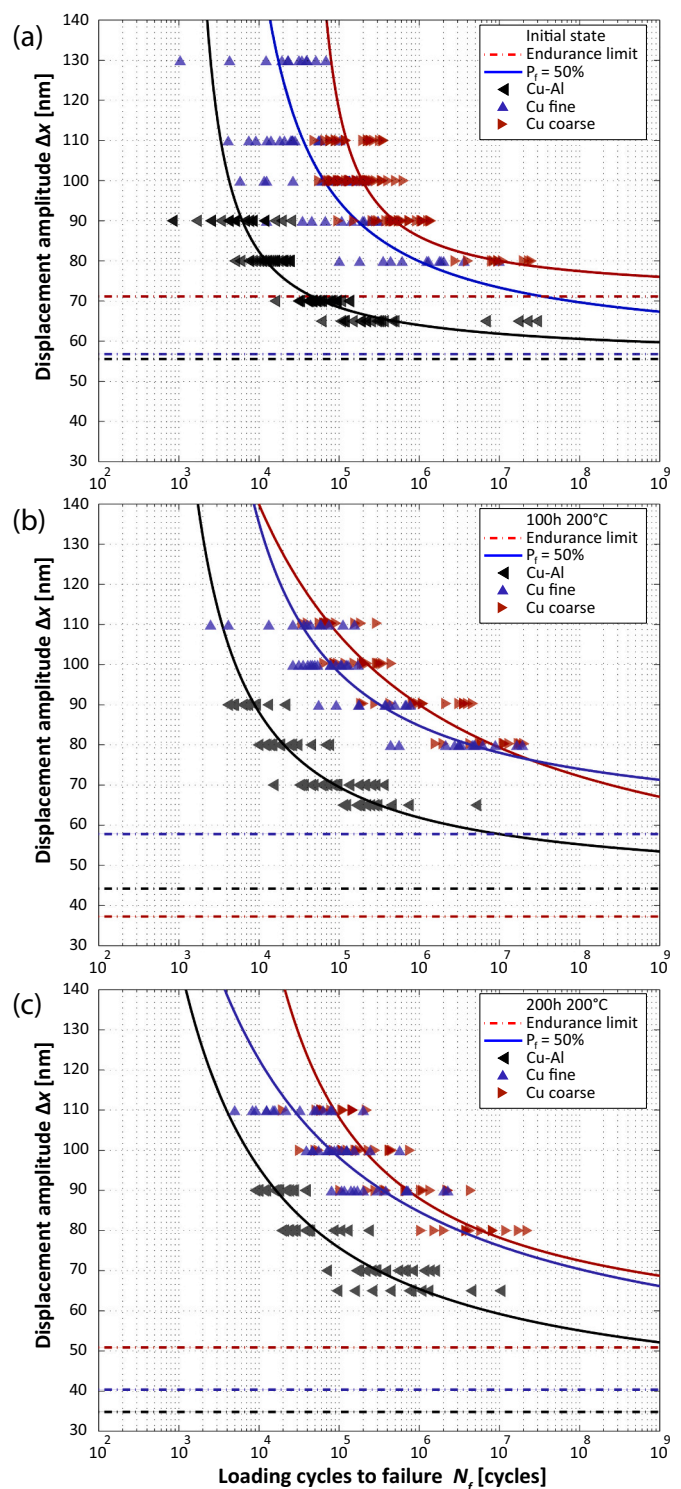 (a)
Displacement amplitude Δx [nm]
140
130
120
110
100
90
80
70
60
50
40
30
Initial state
Endurance limit
P_f = 50%
Cu-Al
Cu fine
Cu coarse
10^2 10^3 10^4 10^5 10^6 10^7 10^8 10^9
(b)
Displacement amplitude Δx [nm]
140
130
120
110
100
90
80
70
60
50
40
30
100h 200°C
Endurance limit
P_f = 50%
Cu-Al
Cu fine
Cu coarse
10^2 10^3 10^4 10^5 10^6 10^7 10^8 10^9
(c)
Displacement amplitude Δx [nm]
140
130
120
110
100
90
80
70
60
50
40
30
200h 200°C
Endurance limit
P_f = 50%
Cu-Al
Cu fine
Cu coarse
10^2 10^3 10^4 10^5 10^6 10^7 10^8 10^9
Loading cycles to failure N_f [cycles]